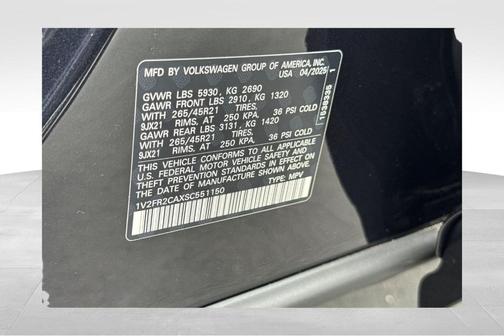 MFD BY VOLKSWAGEN GROUP OF AMERICA, INC.
USA 04/2025
GVWR LBS 5930, KG 2690
GAWR FRONT LBS 2910, KG 1320
WITH 265/45R21 TIRES,
9JX21 RIMS, AT 250 KPA. 36 PSI COLD
GAWR REAR LBS 3131, KG 1420
WITH 265/45R21 TIRES,
9JX21 RIMS, AT 250 KPA. 36 PSI COLD
THIS VEHICLE CONFORMS TO ALL APPLICABLE
U.S. FEDERAL MOTOR VEHICLE SAFETY AND
THEFT PREVENTION STANDARDS IN EFFECT ON
THE DATE OF MANUFACTURE SHOWN ABOVE.
1V2FR2CAXSC551150 TYPE: MPV